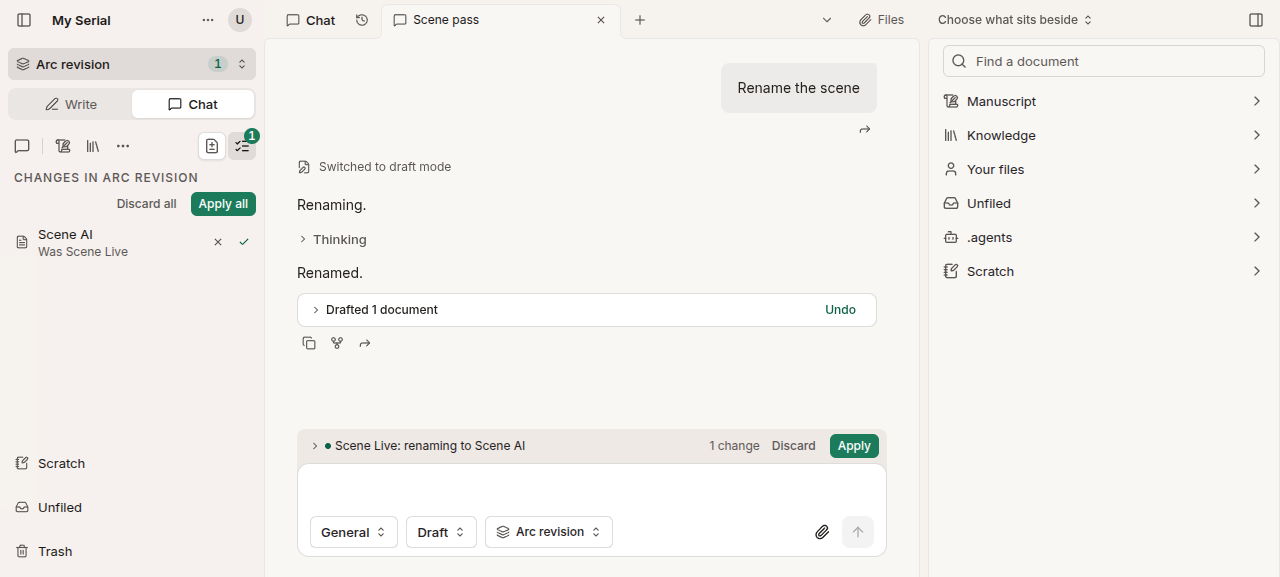 My Serial
U
Chat
Scene pass
Files
Choose what sits beside
Arc revision
1
Write
Chat
1
CHANGES IN ARC REVISION
Discard all
Apply all
Scene AI
Was Scene Live
Scratch
Unfiled
Trash
Rename the scene
Switched to draft mode
Renaming.
Thinking
Renamed.
Drafted 1 document
Undo
Scene Live: renaming to Scene AI
1 change
Discard
Apply
General
Draft
Arc revision
Find a document
Manuscript
Knowledge
Your files
Unfiled
.agents
Scratch